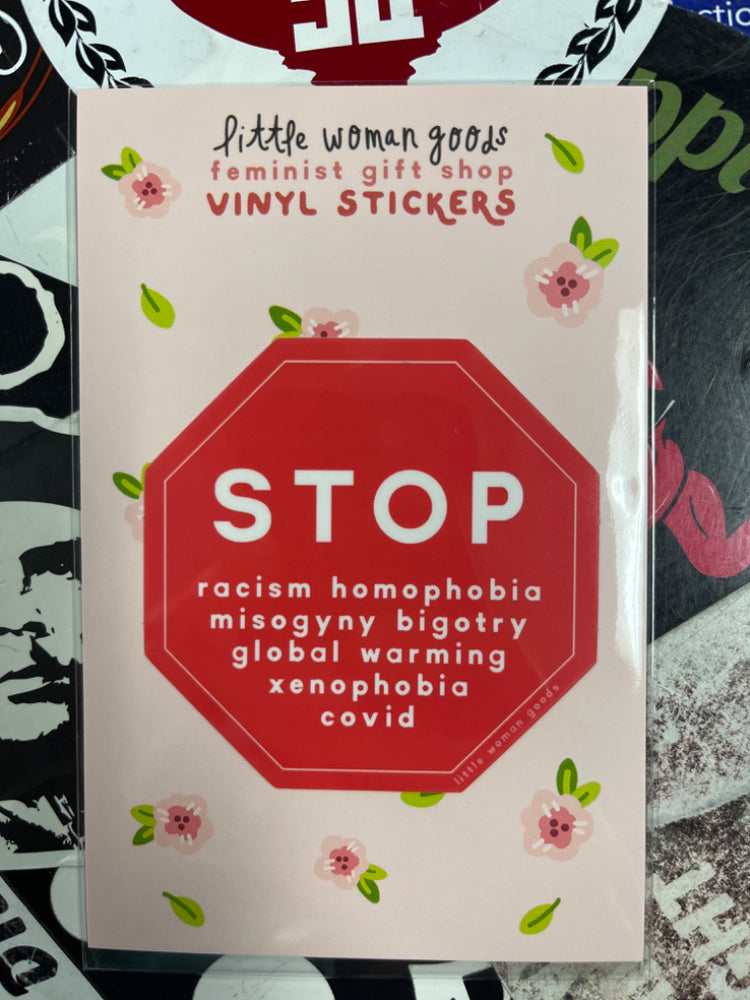 little woman goods
feminist gift shop
VINYL STICKERS
STOP
racism homophobia
misogyny bigotry
global warming
xenophobia
covid
little woman goods